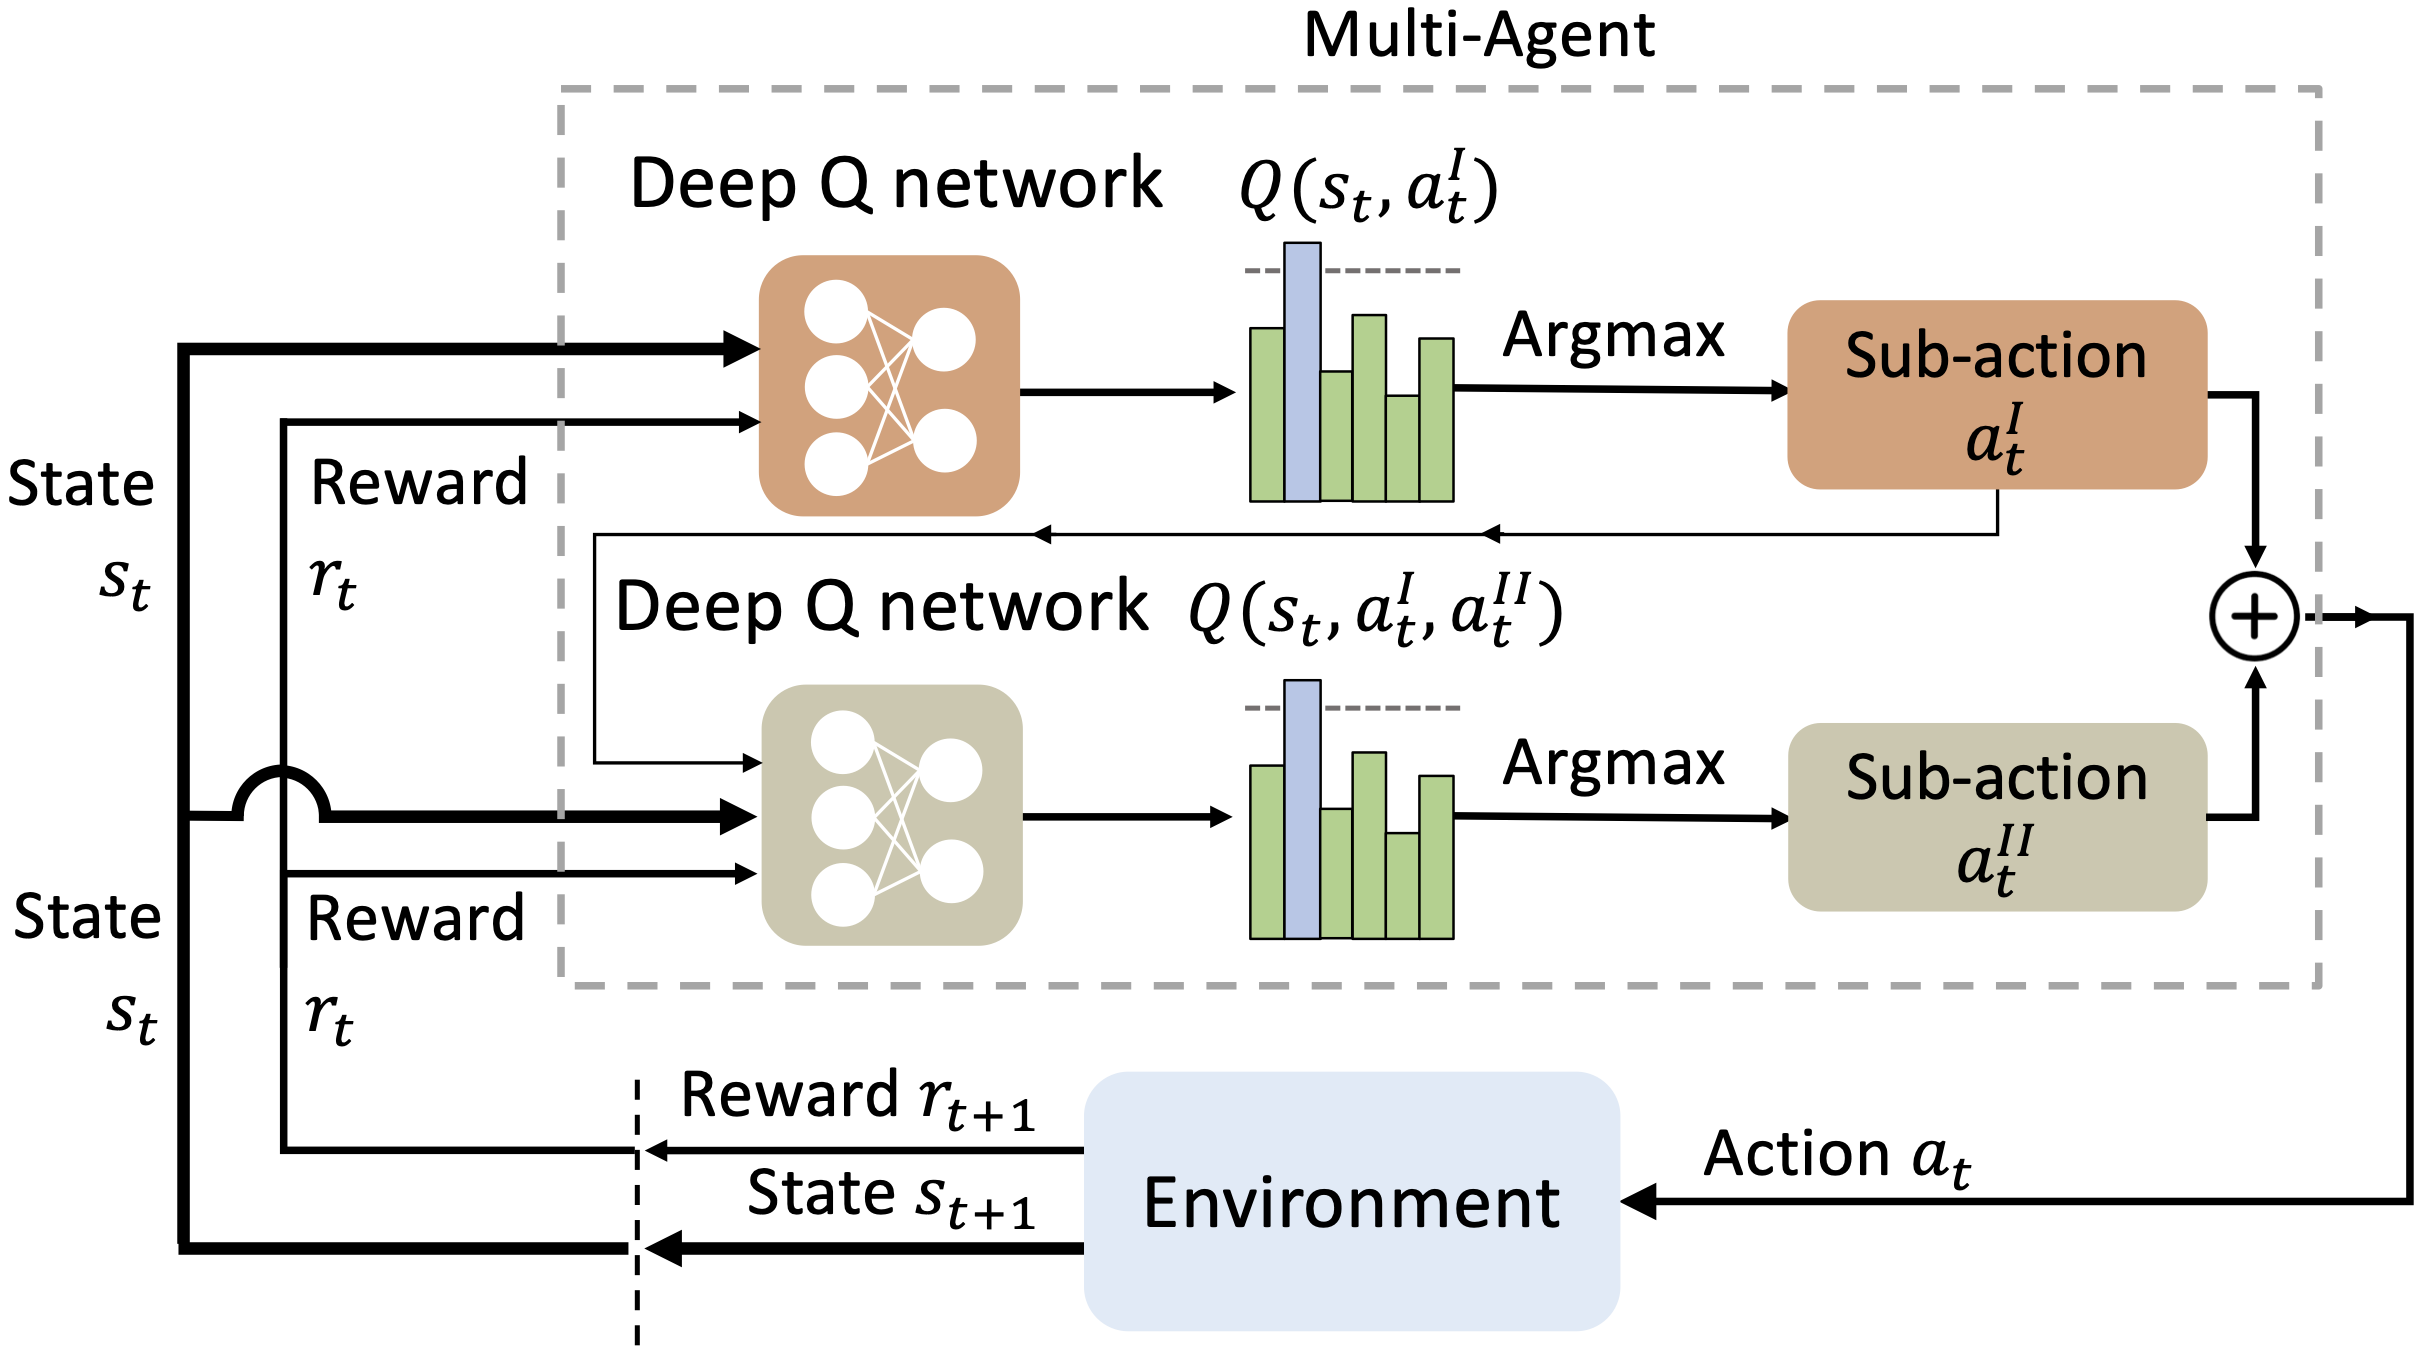 Multi-Agent
Deep Q network
Q(s_t, a_t^I)
Argmax
Sub-action
a_t^I
State
s_t
Reward
r_t
Deep Q network
Q(s_t, a_t^I, a_t^{II})
Argmax
Sub-action
a_t^{II}
+
State
s_t
Reward
r_t
Reward r_{t+1}
State s_{t+1}
Environment
Action a_t